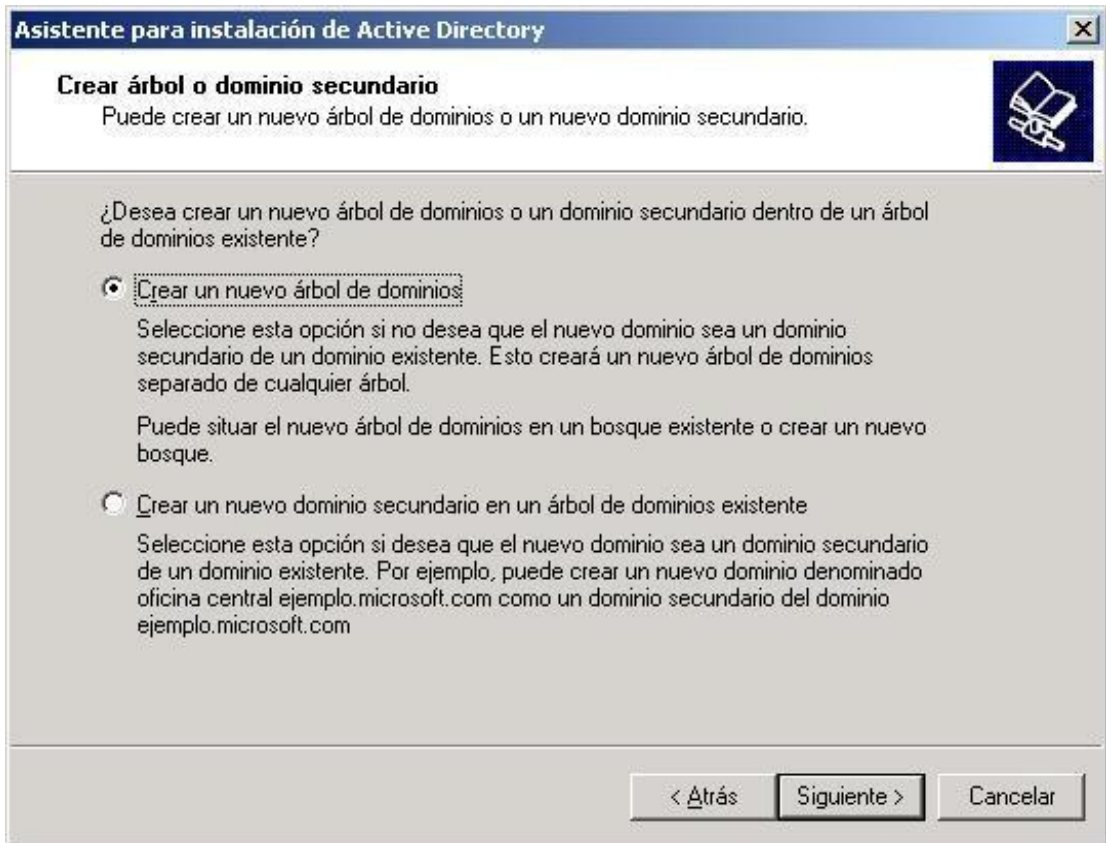 Asistente para instalación de Active Directory
Crear árbol o dominio secundario
Puede crear un nuevo árbol de dominios o un nuevo dominio secundario.
¿Desea crear un nuevo árbol de dominios o un dominio secundario dentro de un árbol
de dominios existente?
Crear un nuevo árbol de dominios
Seleccione esta opción si no desea que el nuevo dominio sea un dominio
secundario de un dominio existente. Esto creará un nuevo árbol de dominios
separado de cualquier árbol.
Puede situar el nuevo árbol de dominios en un bosque existente o crear un nuevo
bosque.
Crear un nuevo dominio secundario en un árbol de dominios existente
Seleccione esta opción si desea que el nuevo dominio sea un dominio secundario
de un dominio existente. Por ejemplo, puede crear un nuevo dominio denominado
oficina central ejemplo.microsoft.com como un dominio secundario del dominio
ejemplo.microsoft.com
< Atrás Siguiente > Cancelar